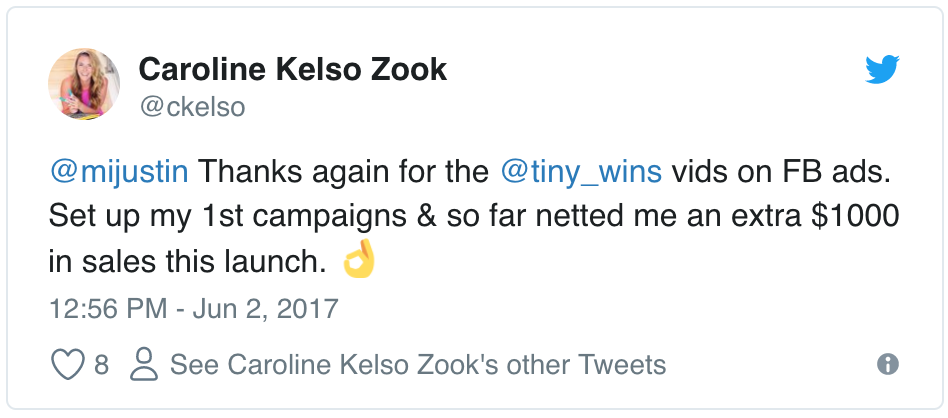 Caroline Kelso Zook
@ckelso
@mijustin Thanks again for the @tiny_wins vids on FB ads.
Set up my 1st campaigns & so far netted me an extra $1000
in sales this launch. 👌
12:56 PM - Jun 2, 2017
8 See Caroline Kelso Zook's other Tweets